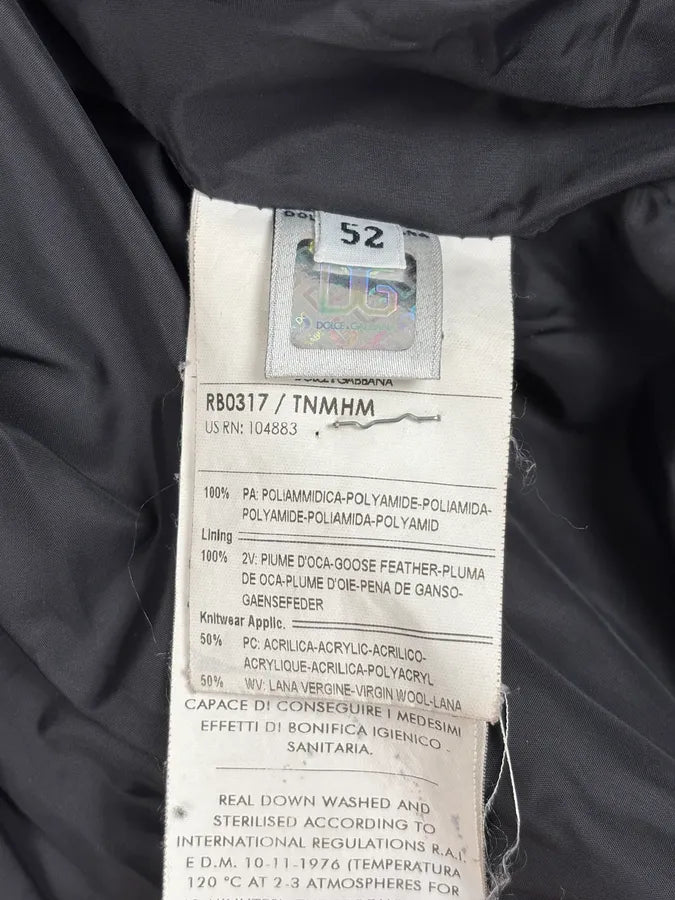 52
DG
DOLCE & GABBANA
DOLCE & GABBANA
RB0317 / TNMHM
US RN: 104883
100% PA: POLIAMMIDICA-POLYAMIDE-POLIAMIDA-
POLYAMIDE-POLIAMIDA-POLYAMID
Lining
100% 2V: PIUME D'OCA-GOOSE FEATHER-PLUMA
DE OCA-PLUME D'OIE-PENA DE GANSO-
GAENSEFEDER
Knitwear Applic.
50% PC: ACRILICA-ACRYLIC-ACRILICO-
ACRYLIQUE-ACRILICA-POLYACRYL
50% WV: LANA VERGINE-VIRGIN WOOL-LANA
CAPACE DI CONSEGUIRE I MEDESIMI
EFFETTI DI BONIFICA IGIENICO -
SANITARIA.
REAL DOWN WASHED AND
STERILISED ACCORDING TO
INTERNATIONAL REGULATIONS R.A.I.
E D.M. 10-11-1976 (TEMPERATURA
120 °C AT 2-3 ATMOSPHERES FOR